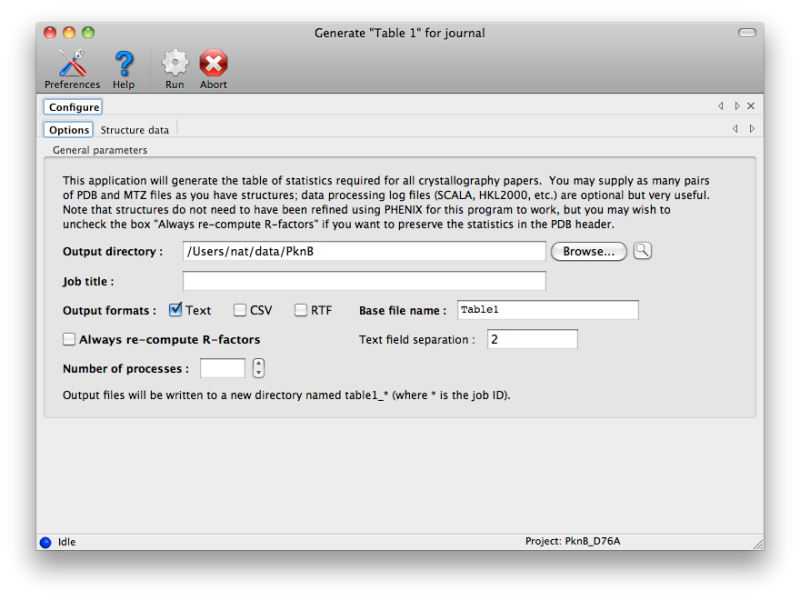 Generate "Table 1" for journal
Preferences Help Run Abort
Configure
Options Structure data
General parameters
This application will generate the table of statistics required for all crystallography papers. You may supply as many pairs
of PDB and MTZ files as you have structures; data processing log files (SCALA, HKL2000, etc.) are optional but very useful.
Note that structures do not need to have been refined using PHENIX for this program to work, but you may wish to
uncheck the box "Always re-compute R-factors" if you want to preserve the statistics in the PDB header.
Output directory : /Users/nat/data/PknB Browse...
Job title :
Output formats : Text CSV RTF Base file name : Table1
Always re-compute R-factors Text field separation : 2
Number of processes :
Output files will be written to a new directory named table1_* (where * is the job ID).
Idle Project: PknB_D76A